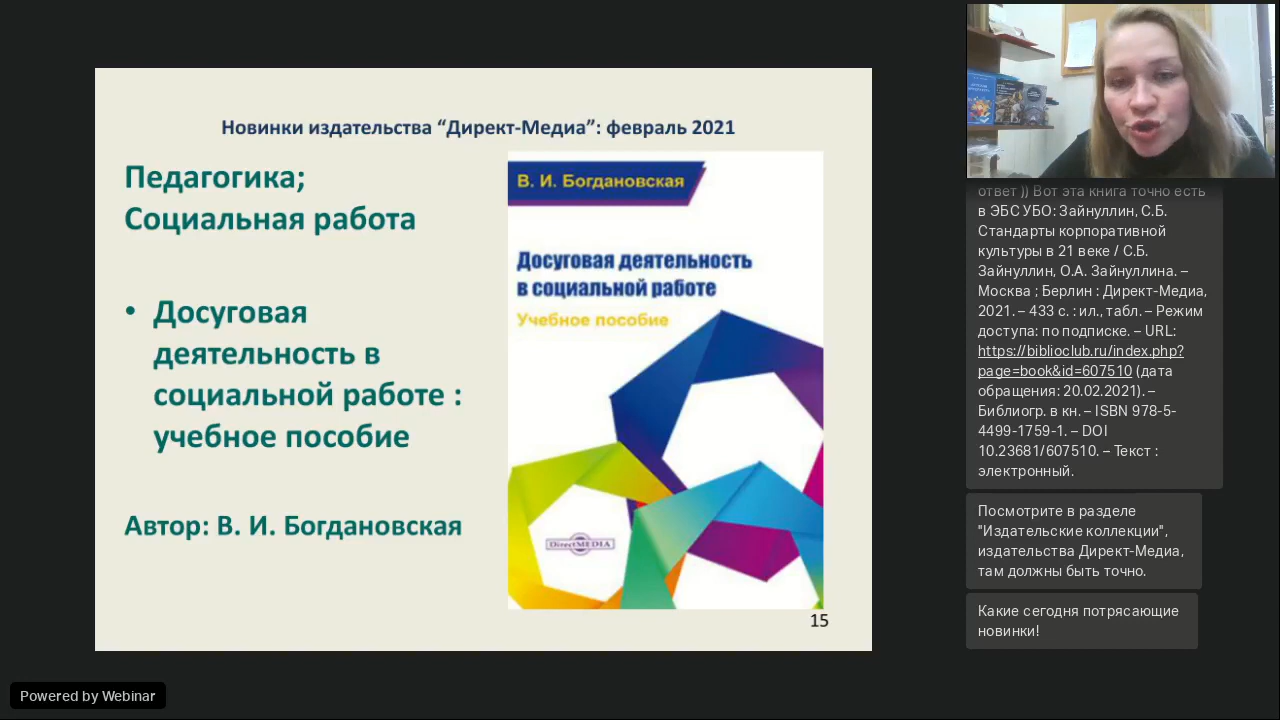 Новинки издательства “Директ-Медиа”: февраль 2021
Педагогика;
Социальная работа
• Досуговая
деятельность в
социальной работе :
учебное пособие
Автор: В. И. Богдановская
В. И. Богдановская
Досуговая деятельность
в социальной работе
Учебное пособие
DirectMEDIA
15
ответ )) Вот эта книга точно есть
в ЭБС УБО: Зайнуллин, С.Б.
Стандарты корпоративной
культуры в 21 веке / С.Б.
Зайнуллин, О.А. Зайнуллина. –
Москва ; Берлин : Директ-Медиа,
2021. – 433 с. : ил., табл. – Режим
доступа: по подписке. – URL:
https://biblioclub.ru/index.php?
page=book&id=607510 (дата
обращения: 20.02.2021). –
Библиогр. в кн. – ISBN 978-5-
4499-1759-1. – DOI
10.23681/607510. – Текст :
электронный.
Посмотрите в разделе
"Издательские коллекции",
издательства Директ-Медиа,
там должны быть точно.
Какие сегодня потрясающие
новинки!
Powered by Webinar